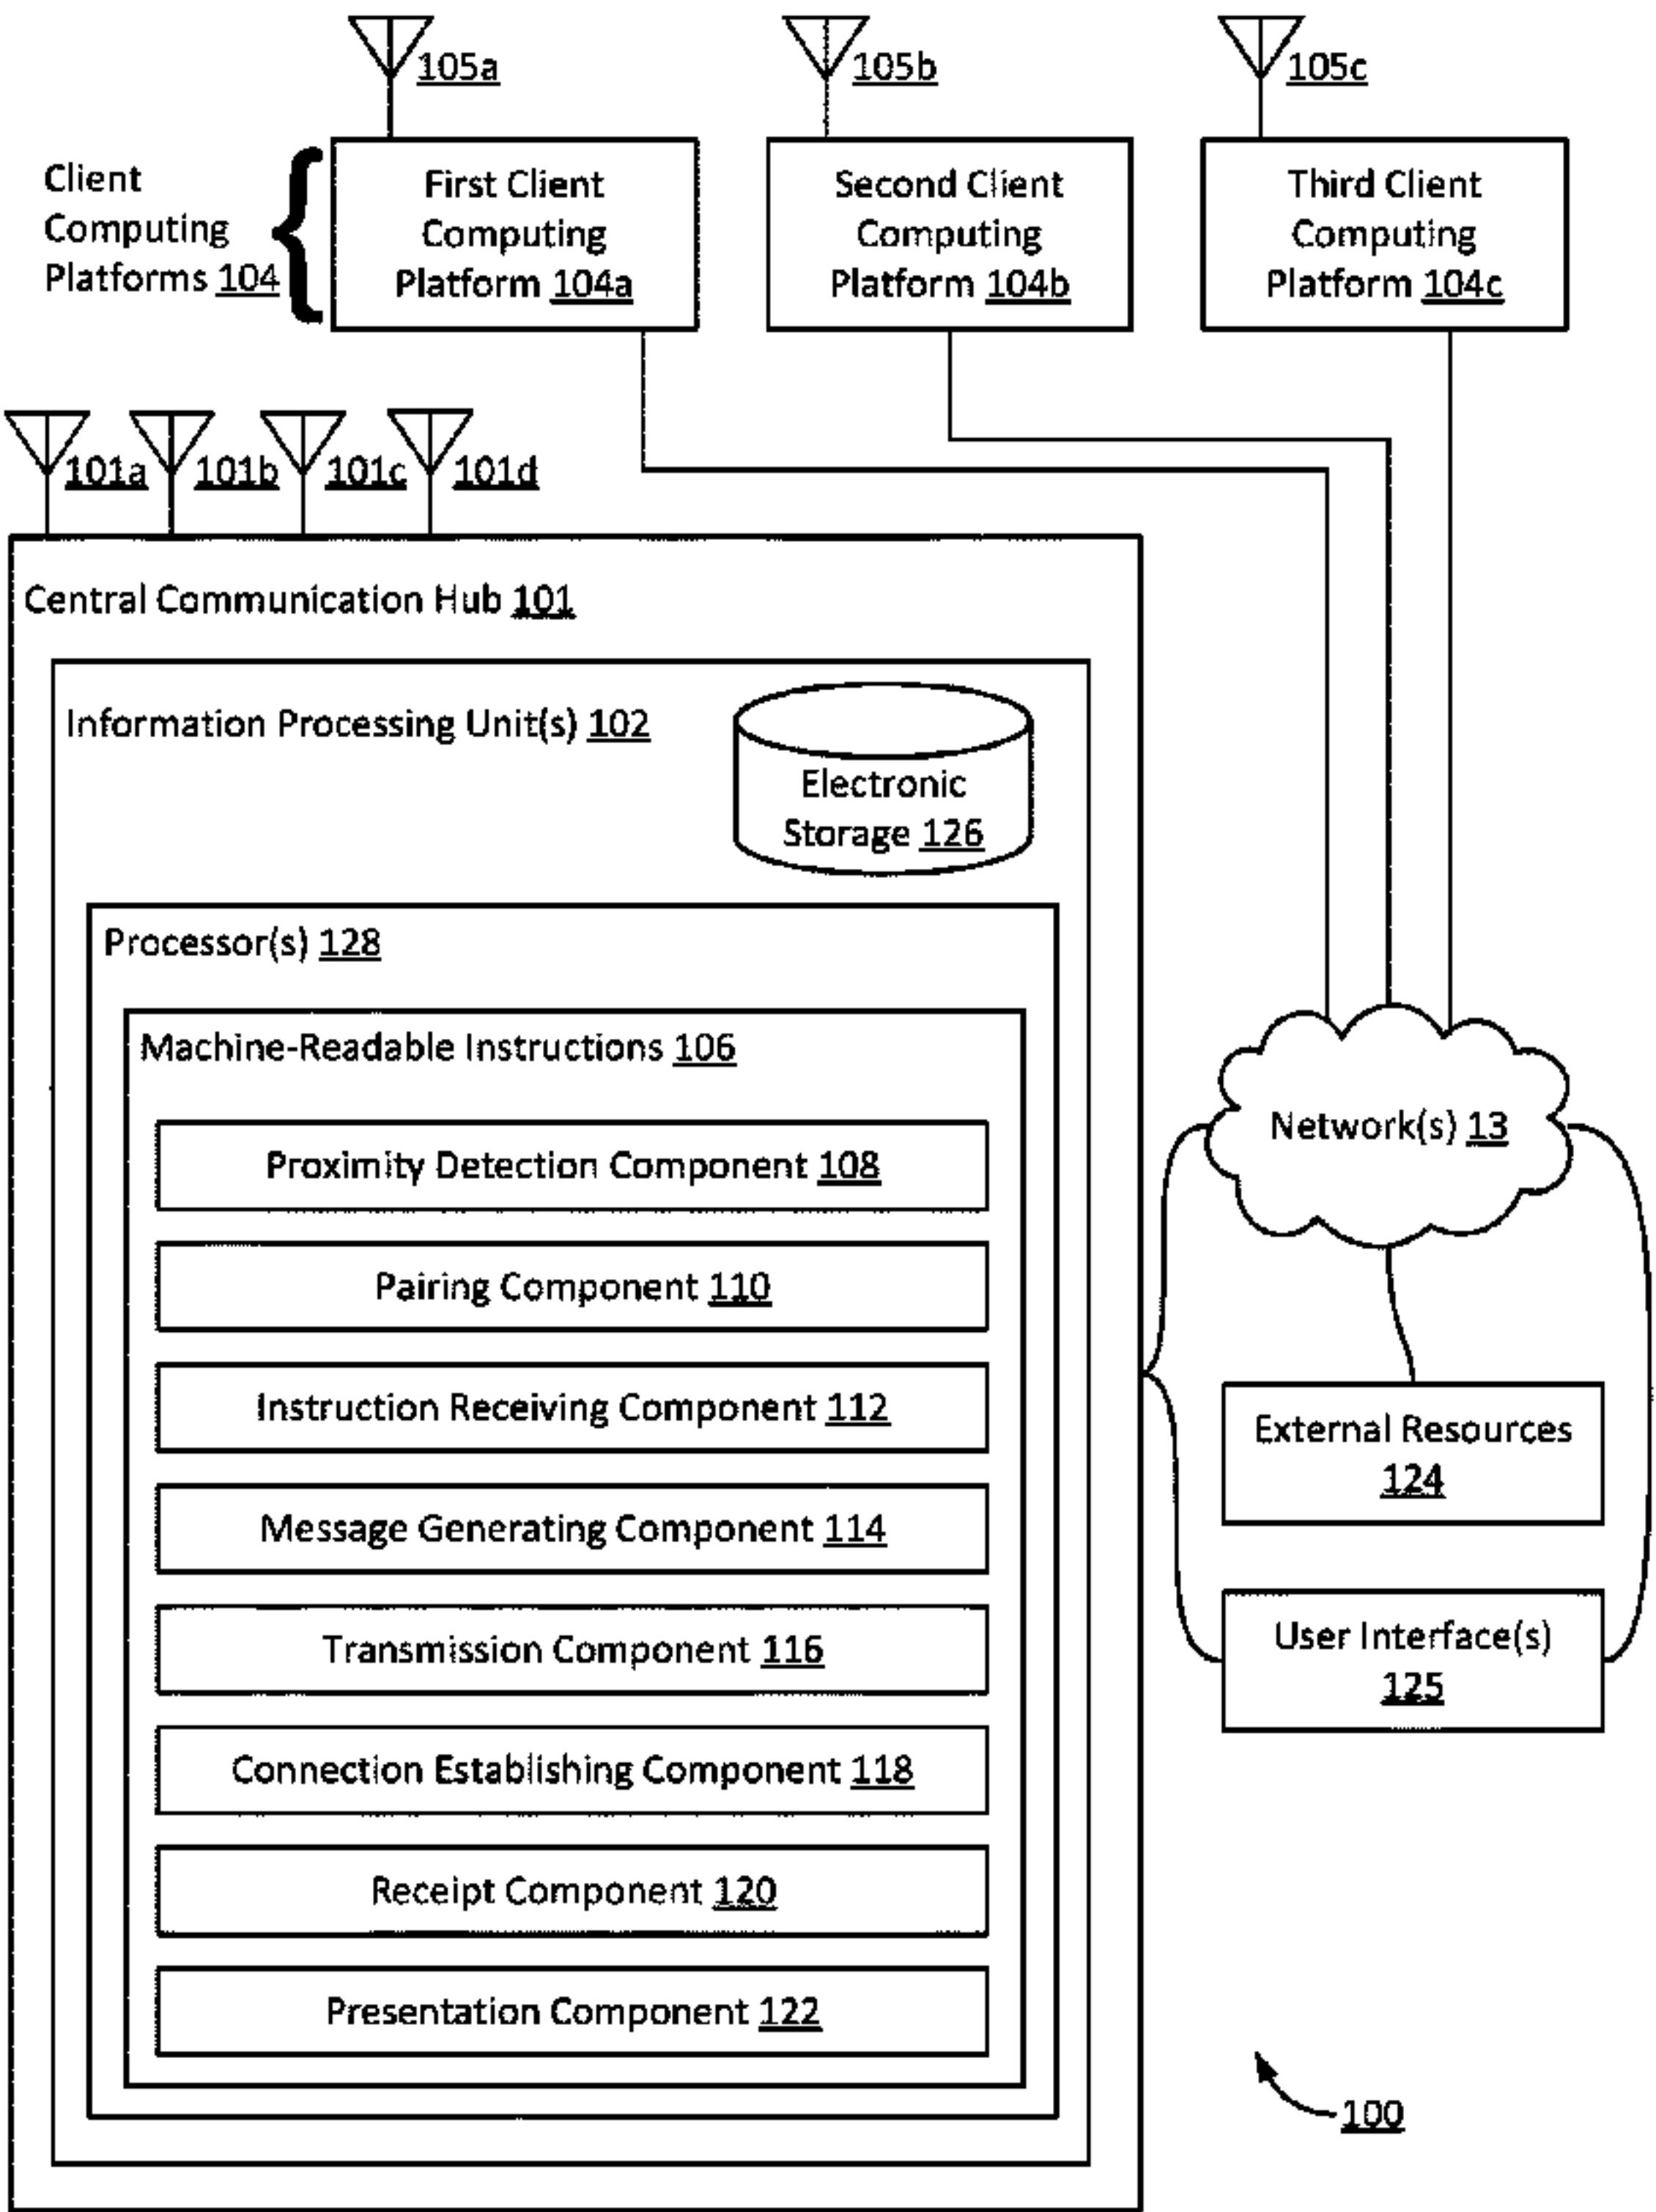 105a
105b
105c
Client
Computing
Platforms 104
First Client
Computing
Platform 104a
Second Client
Computing
Platform 104b
Third Client
Computing
Platform 104c
101a
101b
101c
101d
Central Communication Hub 101
Information Processing Unit(s) 102
Electronic
Storage 126
Processor(s) 128
Machine-Readable Instructions 106
Proximity Detection Component 108
Pairing Component 110
Instruction Receiving Component 112
Message Generating Component 114
Transmission Component 116
Connection Establishing Component 118
Receipt Component 120
Presentation Component 122
Network(s) 13
External Resources
124
User Interface(s)
125
100